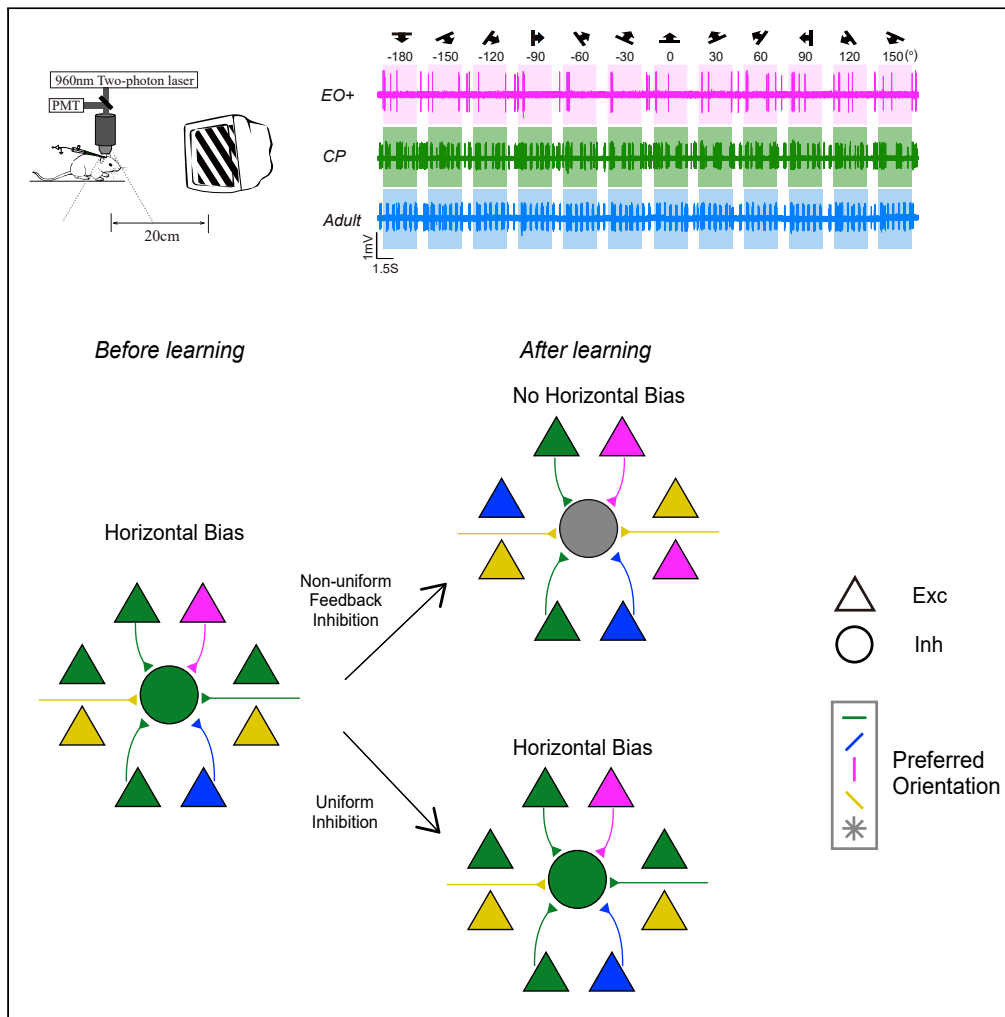 960nm Two-photon laser
PMT
20cm
-180 -150 -120 -90 -60 -30 0 30 60 90 120 150(°)
EO+
CP
Adult
1mV
1.5S
Before learning
After learning
No Horizontal Bias
Horizontal Bias
Non-uniform
Feedback
Inhibition
Exc
Inh
Horizontal Bias
Uniform
Inhibition
Preferred
Orientation